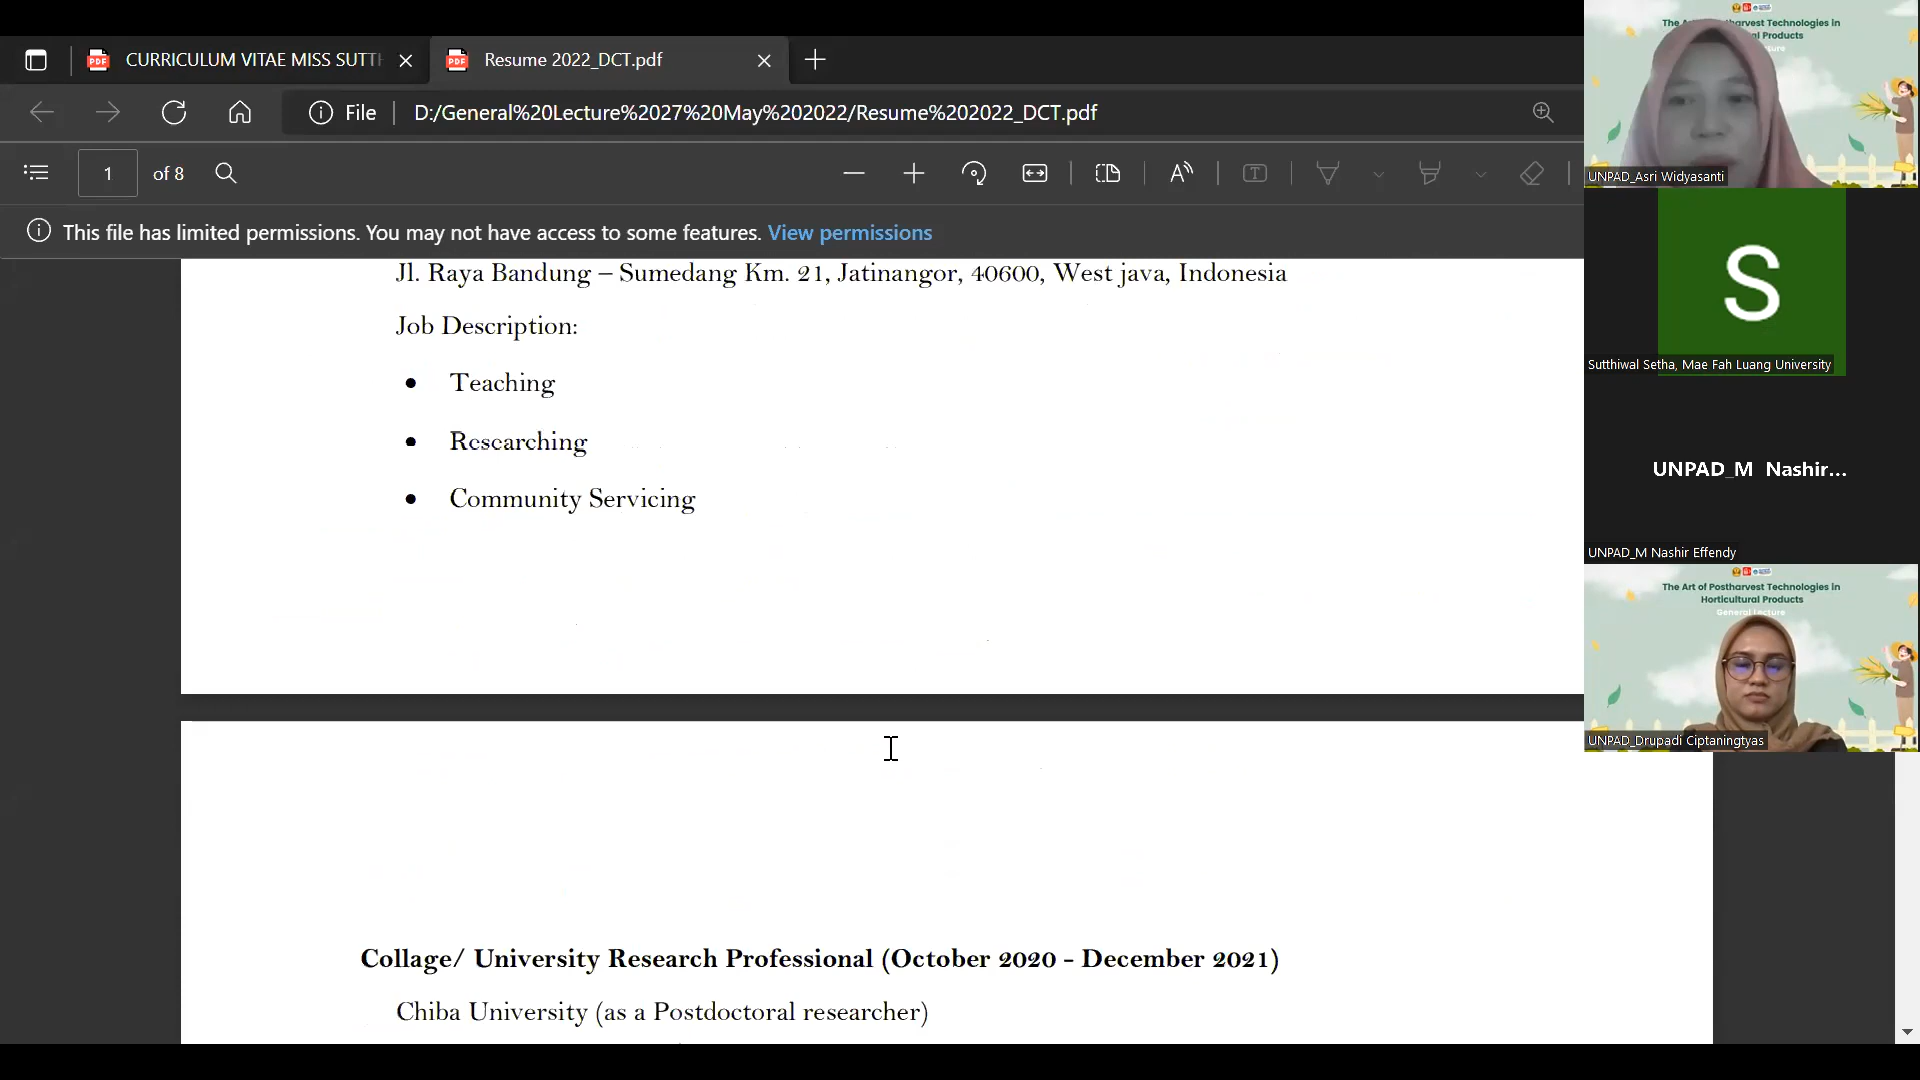 CURRICULUM VITAE MISS SUTT
Resume 2022_DCT.pdf
File
D:/General%20Lecture%2027%20May%202022/Resume%202022_DCT.pdf
1
of 8
This file has limited permissions. You may not have access to some features. View permissions
Jl. Raya Bandung – Sumedang Km. 21, Jatinangor, 40600, West java, Indonesia
Job Description:
• Teaching
• Researching
• Community Servicing
Collage/ University Research Professional (October 2020 - December 2021)
Chiba University (as a Postdoctoral researcher)
UNPAD_Asri Widyasanti
S
Sutthiwal Setha, Mae Fah Luang University
UNPAD_M Nashir...
UNPAD_M Nashir Effendy
The Art of Postharvest Technologies in
Horticultural Products
General Lecture
UNPAD_Drupadi Ciptaningtyas